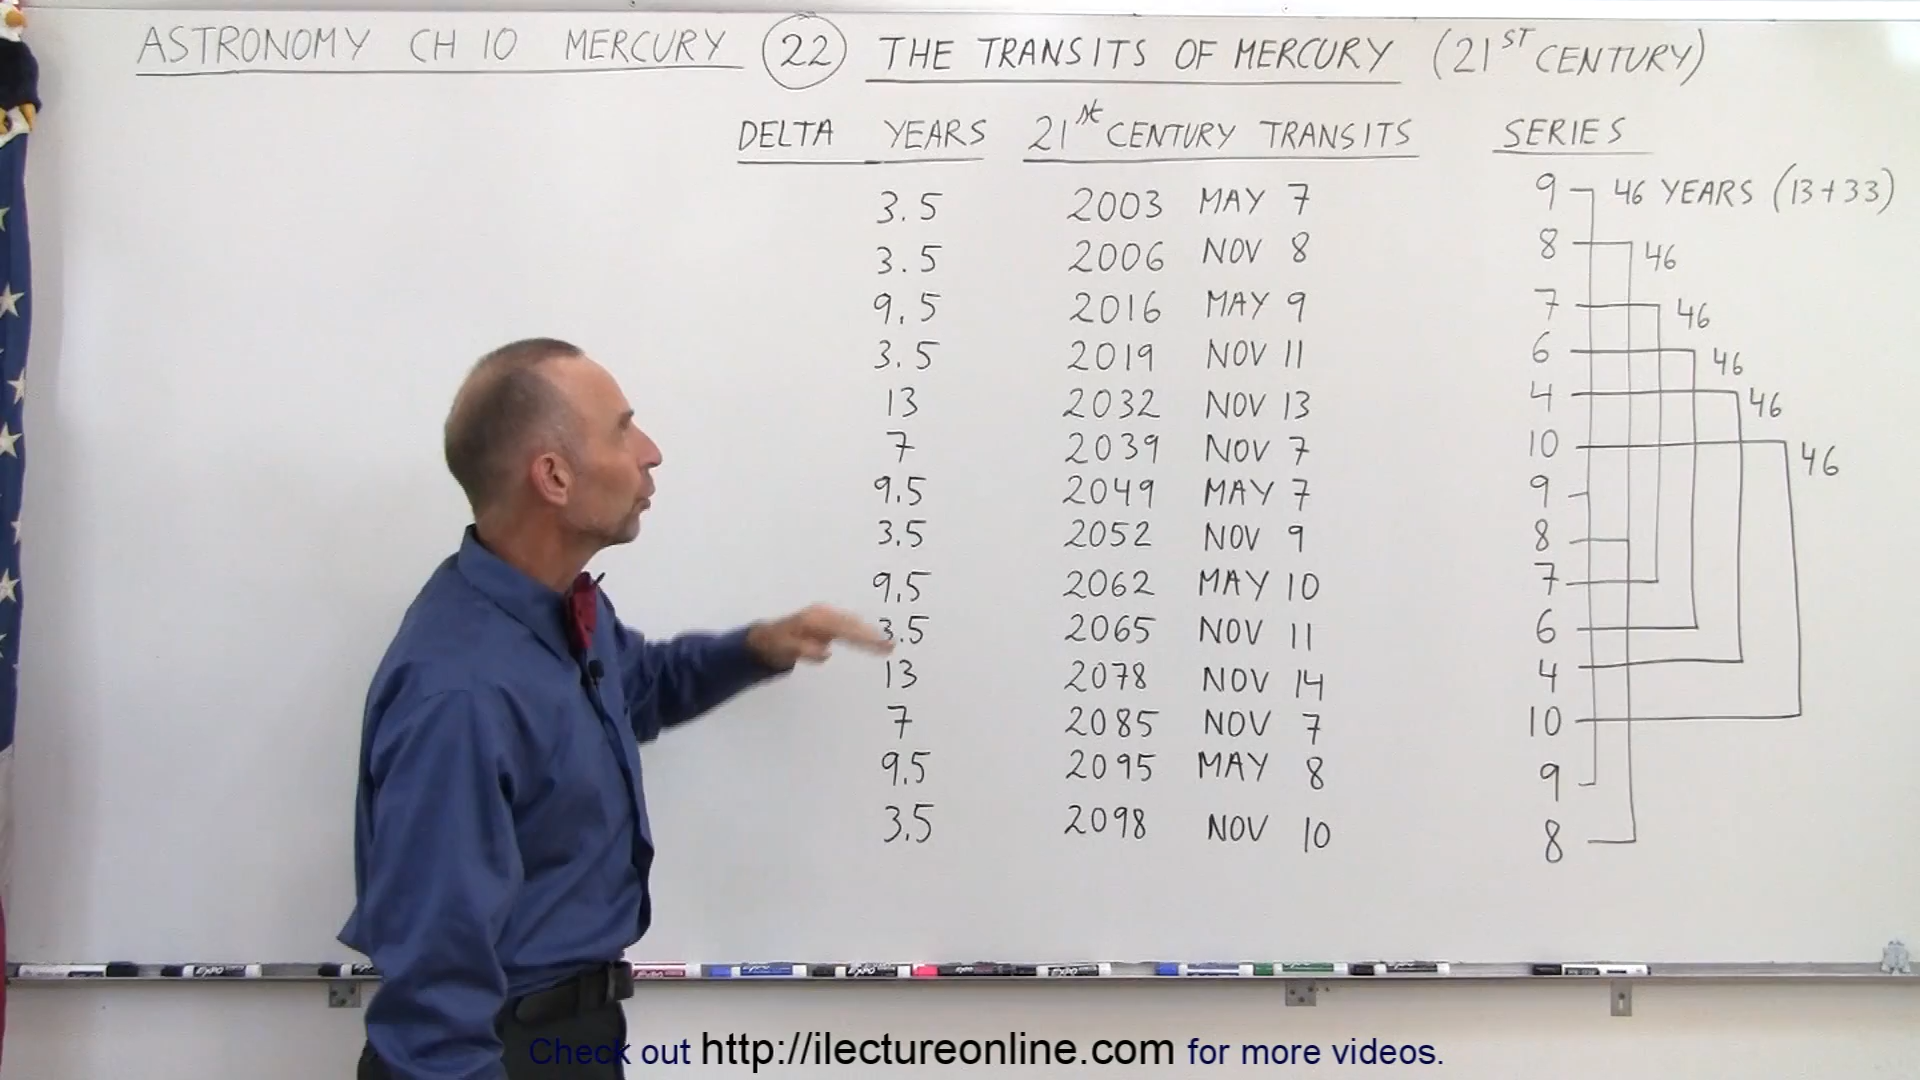 ASTRONOMY CH 10 MERCURY 22 THE TRANSITS OF MERCURY (21ST CENTURY)
DELTA YEARS 21st CENTURY TRANSITS SERIES
3.5 2003 MAY 7 9 46 YEARS (13+33)
3.5 2006 NOV 8 8 46
9.5 2016 MAY 9 7 46
3.5 2019 NOV 11 6 46
13 2032 NOV 13 4 46
7 2039 NOV 7 10 46
9.5 2049 MAY 7 9
3.5 2052 NOV 9 8
9.5 2062 MAY 10 7
3.5 2065 NOV 11 6
13 2078 NOV 14 4
7 2085 NOV 7 10
9.5 2095 MAY 8 9
3.5 2098 NOV 10 8
Check out http://ilectureonline.com for more videos.